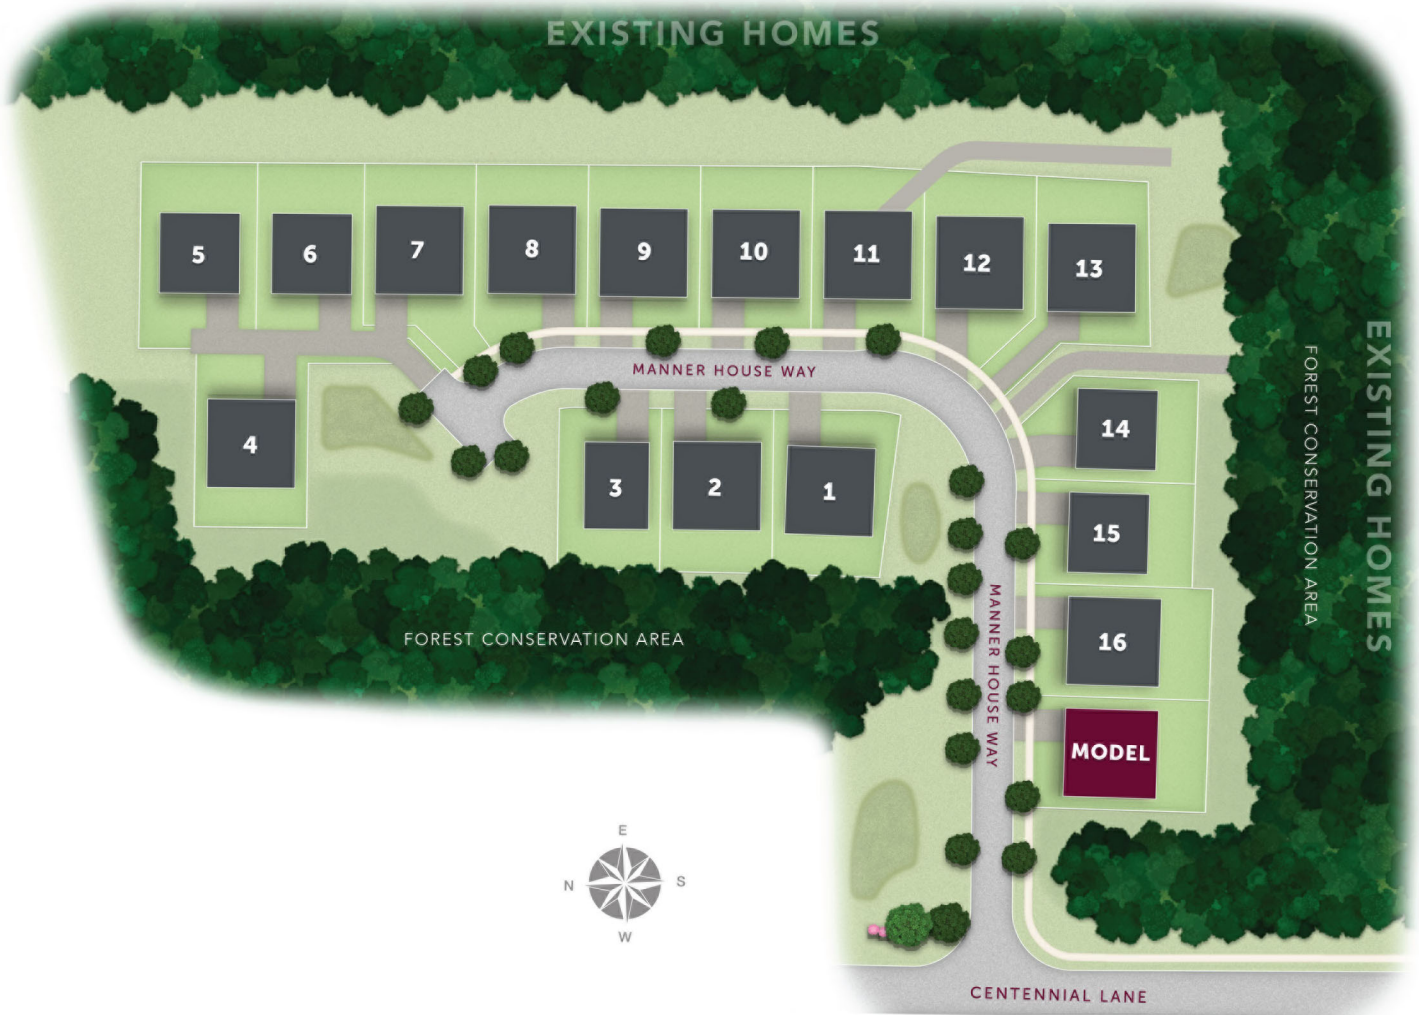 EXISTING HOMES
5
6
7
8
9
10
11
12
13
MANNER HOUSE WAY
4
3
2
1
14
15
16
MODEL
MANNER HOUSE WAY
FOREST CONSERVATION AREA
EXISTING HOMES
FOREST CONSERVATION AREA
E
N
S
W
CENTENNIAL LANE